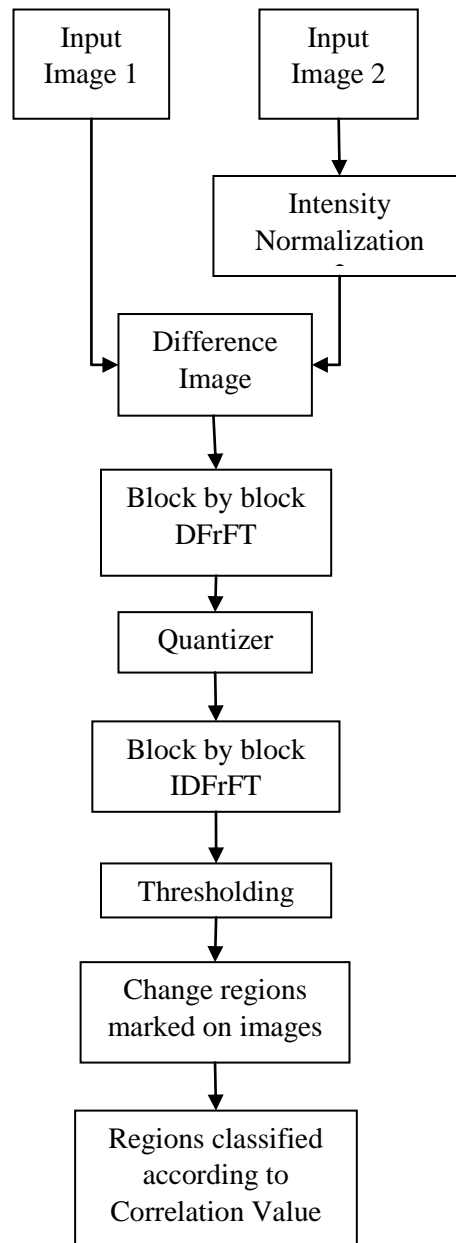 Input
Image 1
Input
Image 2
Intensity
Normalization
Difference
Image
Block by block
DFrFT
Quantizer
Block by block
IDFrFT
Thresholding
Change regions
marked on images
Regions classified
according to
Correlation Value